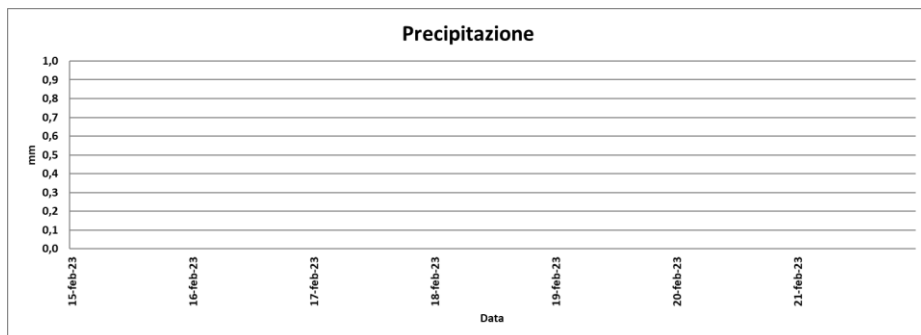 Precipitazione
1,0
0,9
0,8
0,7
0,6
0,5
0,4
0,3
0,2
0,1
0,0
mm
15-feb-23
16-feb-23
17-feb-23
18-feb-23
19-feb-23
20-feb-23
21-feb-23
Data